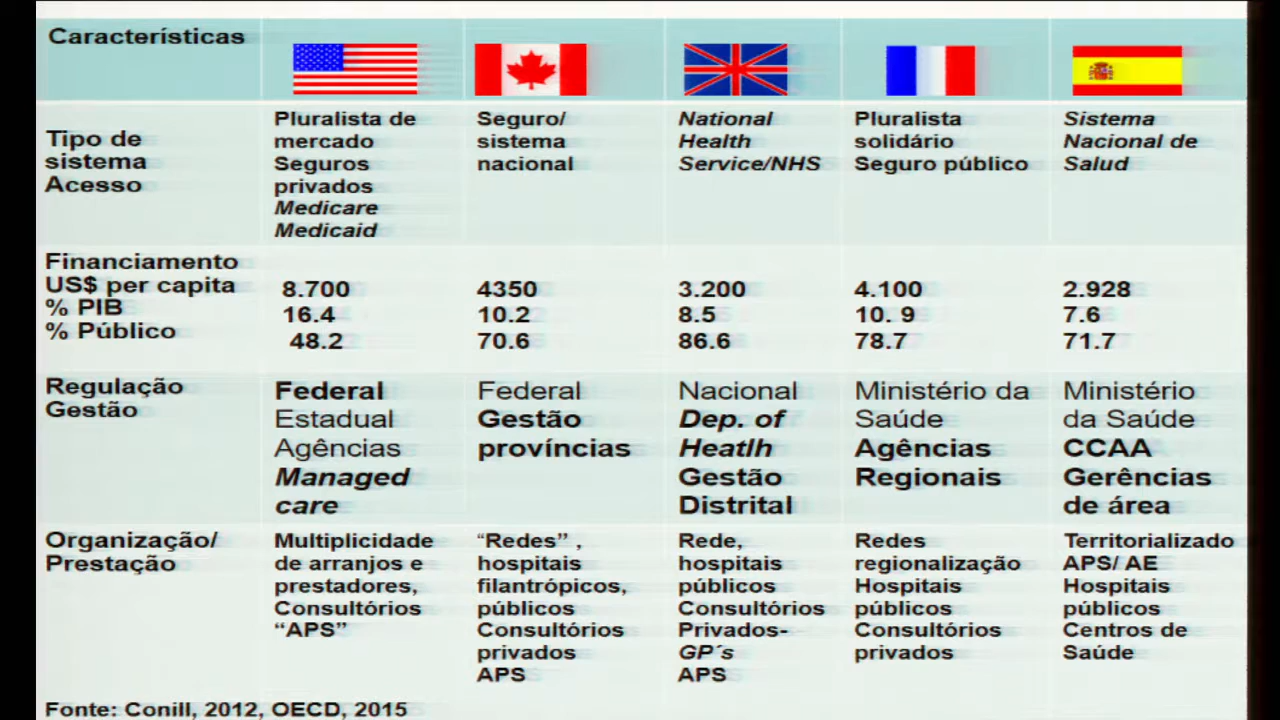 Características
Tipo de
sistema
Acesso
Pluralista de
mercado
Seguros
privados
Medicare
Medicaid
Seguro/
sistema
nacional
National
Health
Service/NHS
Pluralista
solidário
Seguro público
Sistema
Nacional de
Salud
Financiamento
US$ per capita
% PIB
% Público
8.700
16.4
48.2
4350
10.2
70.6
3.200
8.5
86.6
4.100
10. 9
78.7
2.928
7.6
71.7
Regulação
Gestão
Federal
Estadual
Agências
Managed
care
Federal
Gestão
províncias
Nacional
Dep. of
Heatlh
Gestão
Distrital
Ministério da
Saúde
Agências
Regionais
Ministério
da Saúde
CCAA
Gerências
de área
Organização/
Prestação
Multiplicidade
de arranjos e
prestadores,
Consultórios
“APS”
“Redes” ,
hospitais
filantrópicos,
públicos
Consultórios
privados
APS
Rede,
hospitais
públicos
Consultórios
Privados-
GP´s
APS
Redes
regionalização
Hospitais
públicos
Consultórios
privados
Territorializado
APS/ AE
Hospitais
públicos
Centros de
Saúde
Fonte: Conill, 2012, OECD, 2015